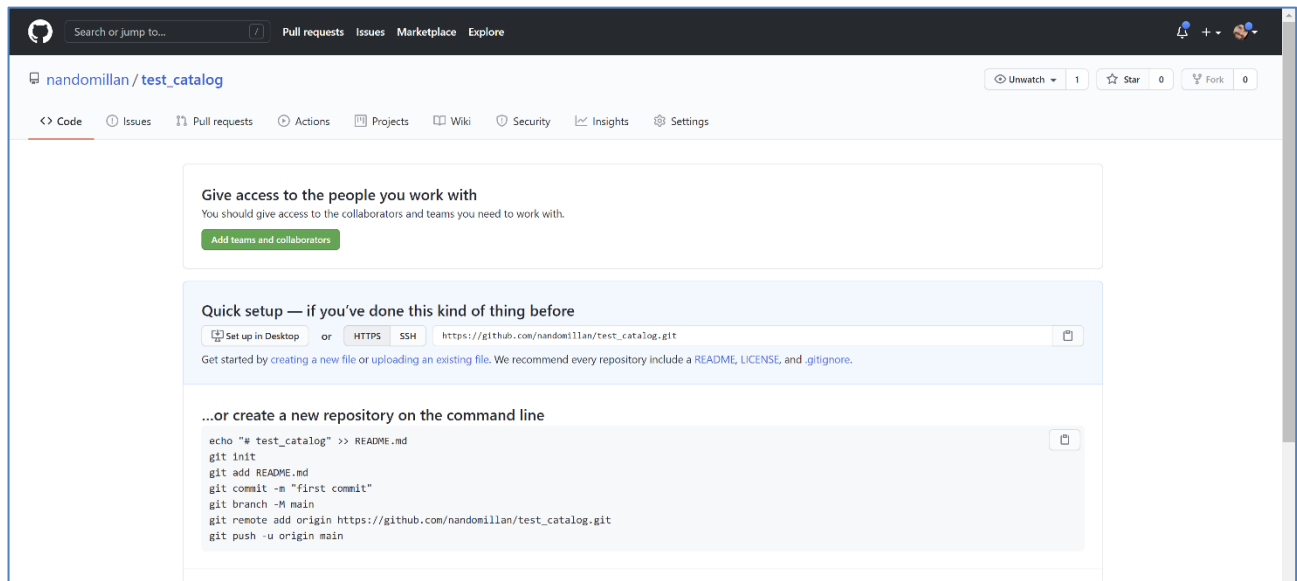 Search or jump to... /
Pull requests Issues Marketplace Explore
nandomillan / test_catalog
Unwatch 1 Star 0 Fork 0
<> Code Issues Pull requests Actions Projects Wiki Security Insights Settings
Give access to the people you work with
You should give access to the collaborators and teams you need to work with.
Add teams and collaborators
Quick setup — if you've done this kind of thing before
Set up in Desktop or HTTPS SSH https://github.com/nandomillan/test_catalog.git
Get started by creating a new file or uploading an existing file. We recommend every repository include a README, LICENSE, and .gitignore.
...or create a new repository on the command line
echo "# test_catalog" >> README.md
git init
git add README.md
git commit -m "first commit"
git branch -M main
git remote add origin https://github.com/nandomillan/test_catalog.git
git push -u origin main